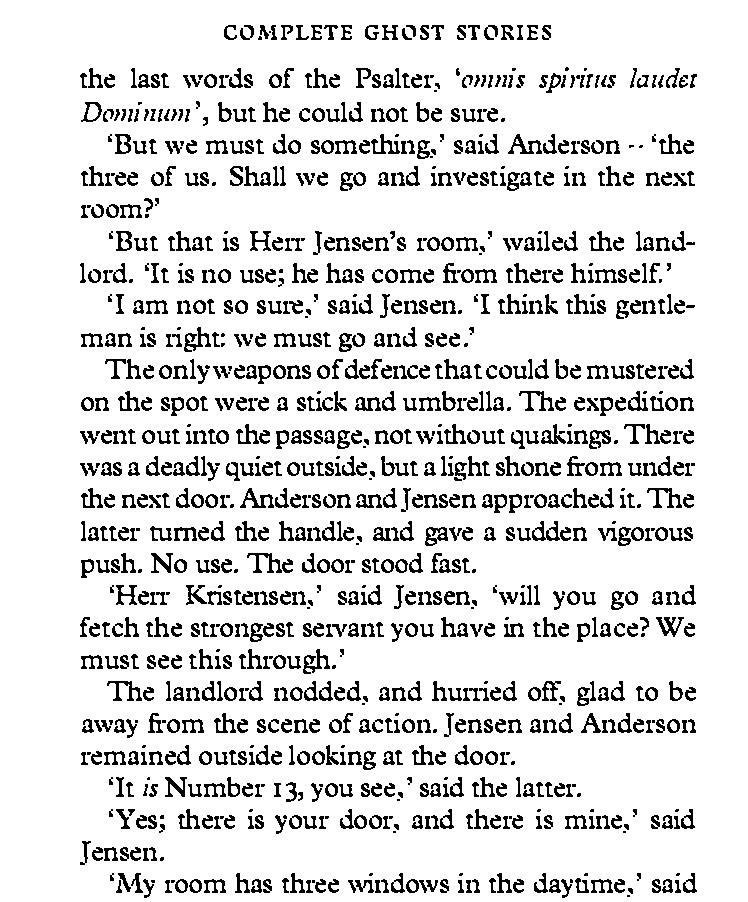 COMPLETE GHOST STORIES
the last words of the Psalter, ‘omnis spiritus laudet
Dominum’, but he could not be sure.
‘But we must do something,’ said Anderson -- ‘the
three of us. Shall we go and investigate in the next
room?’
‘But that is Herr Jensen’s room,’ wailed the land-
lord. ‘It is no use; he has come from there himself.’
‘I am not so sure,’ said Jensen. ‘I think this gentle-
man is right: we must go and see.’
The only weapons of defence that could be mustered
on the spot were a stick and umbrella. The expedition
went out into the passage, not without quakings. There
was a deadly quiet outside, but a light shone from under
the next door. Anderson and Jensen approached it. The
latter turned the handle, and gave a sudden vigorous
push. No use. The door stood fast.
‘Herr Kristensen,’ said Jensen, ‘will you go and
fetch the strongest servant you have in the place? We
must see this through.’
The landlord nodded, and hurried off, glad to be
away from the scene of action. Jensen and Anderson
remained outside looking at the door.
‘It is Number 13, you see,’ said the latter.
‘Yes; there is your door, and there is mine,’ said
Jensen.
‘My room has three windows in the daytime,’ said